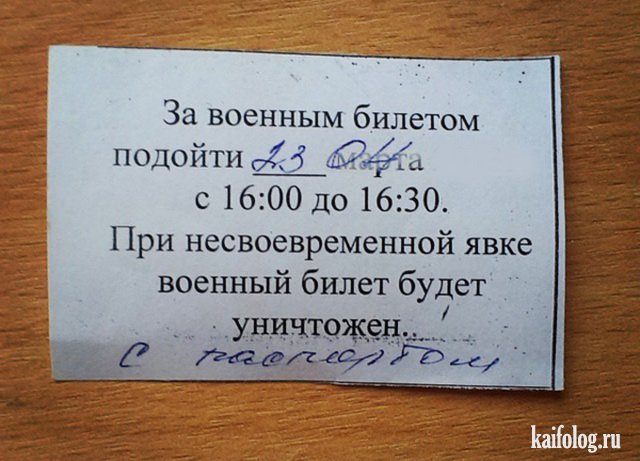 За военным билетом
подойти 23 марта
с 16:00 до 16:30.
При несвоевременной явке
военный билет будет
уничтожен..
с паспортом
kaifolog.ru